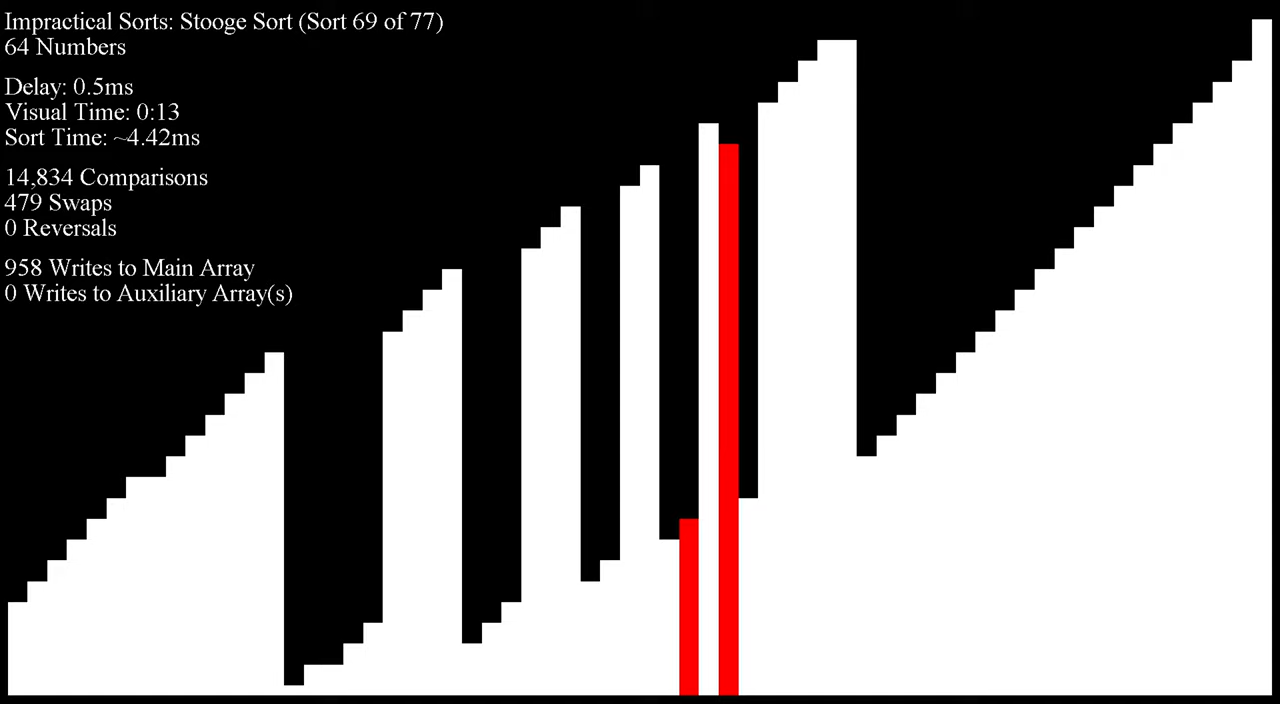 Impractical Sorts: Stooge Sort (Sort 69 of 77)
64 Numbers
Delay: 0.5ms
Visual Time: 0:13
Sort Time: ~4.42ms
14,834 Comparisons
479 Swaps
0 Reversals
958 Writes to Main Array
0 Writes to Auxiliary Array(s)